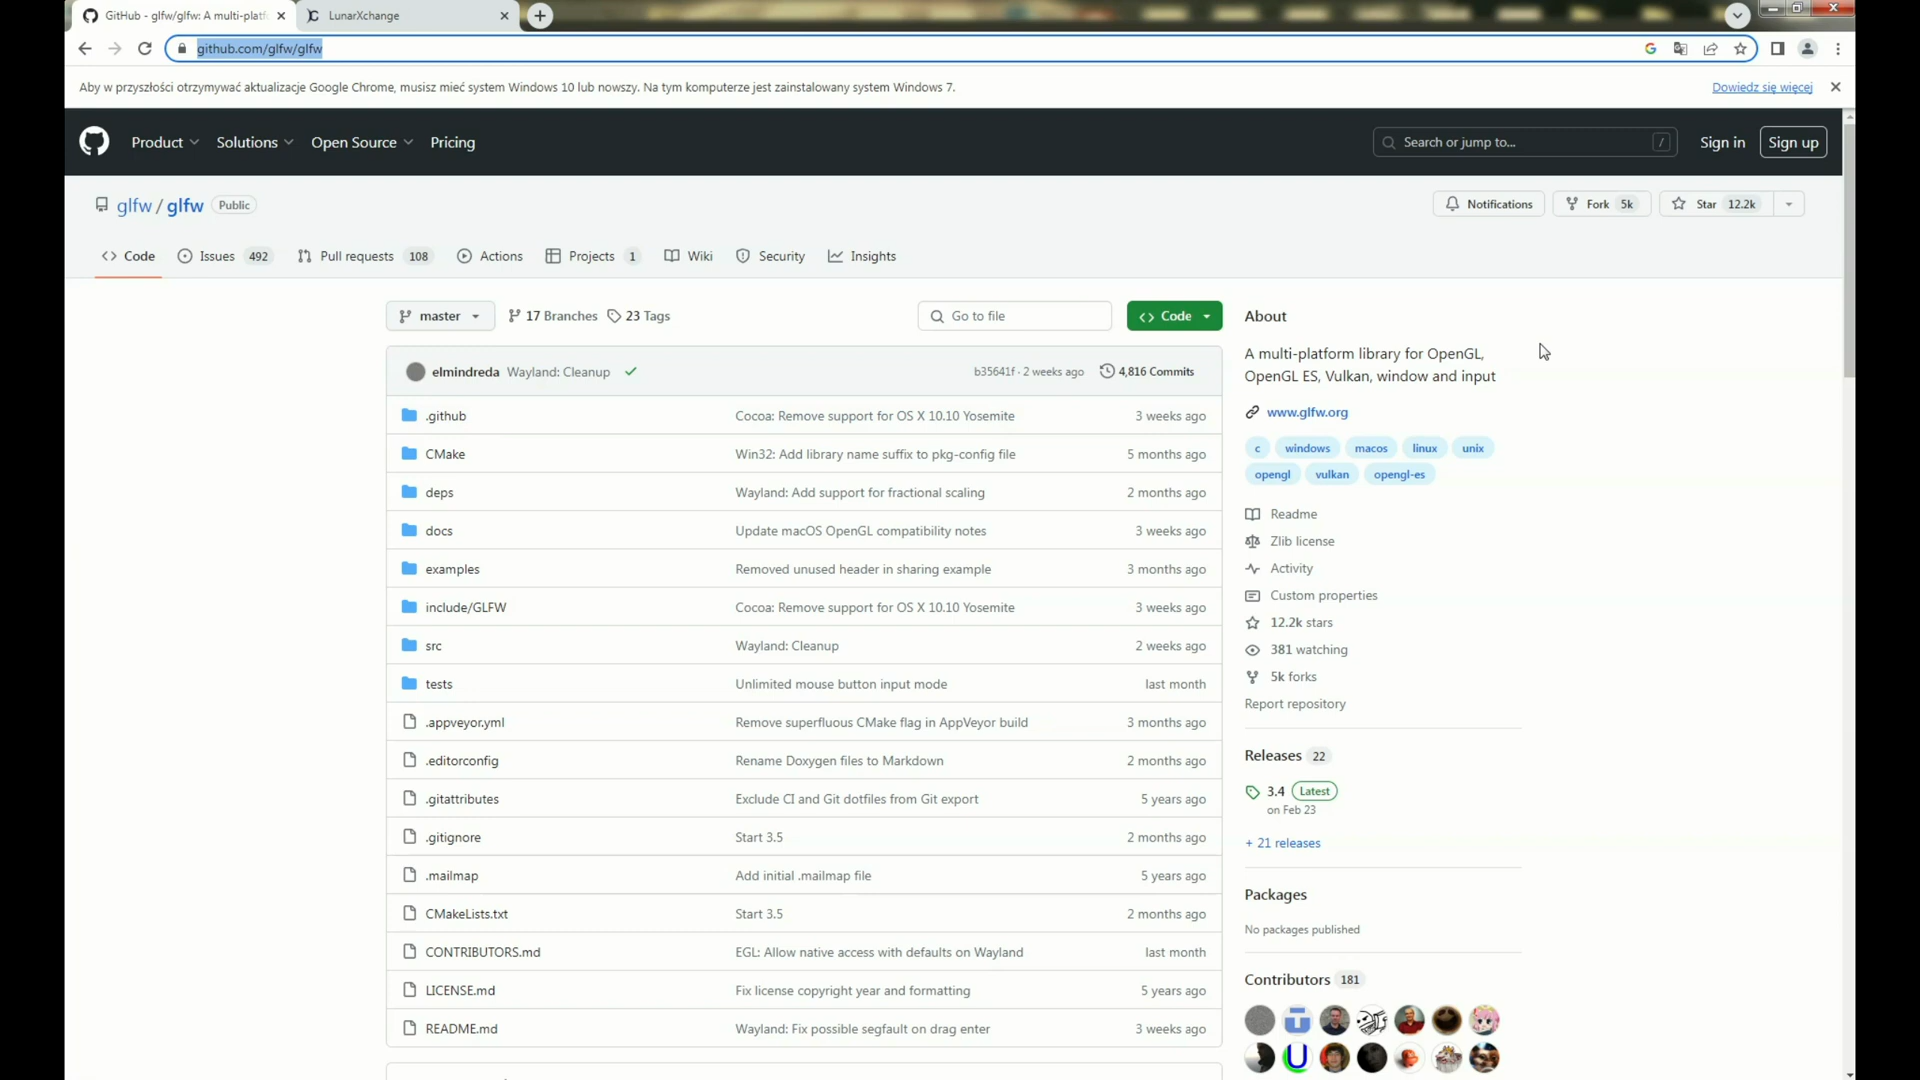 GitHub - glfw/glfw: A multi-platf
LunarXchange
github.com/glfw/glfw
Aby w przyszłości otrzymywać aktualizacje Google Chrome, musisz mieć system Windows 10 lub nowszy. Na tym komputerze jest zainstalowany system Windows 7.
Dowiedz się więcej
Product Solutions Open Source Pricing
Search or jump to... /
Sign in
Sign up
glfw / glfw Public
Notifications
Fork 5k
Star 12.2k
Code
Issues 492
Pull requests 108
Actions
Projects 1
Wiki
Security
Insights
master
17 Branches
23 Tags
Go to file
Code
elmindreda Wayland: Cleanup b35641f · 2 weeks ago 4,816 Commits
.github Cocoa: Remove support for OS X 10.10 Yosemite 3 weeks ago
CMake Win32: Add library name suffix to pkg-config file 5 months ago
deps Wayland: Add support for fractional scaling 2 months ago
docs Update macOS OpenGL compatibility notes 3 weeks ago
examples Removed unused header in sharing example 3 months ago
include/GLFW Cocoa: Remove support for OS X 10.10 Yosemite 3 weeks ago
src Wayland: Cleanup 2 weeks ago
tests Unlimited mouse button input mode last month
.appveyor.yml Remove superfluous CMake flag in AppVeyor build 3 months ago
.editorconfig Rename Doxygen files to Markdown 2 months ago
.gitattributes Exclude CI and Git dotfiles from Git export 5 years ago
.gitignore Start 3.5 2 months ago
.mailmap Add initial .mailmap file 5 years ago
CMakeLists.txt Start 3.5 2 months ago
CONTRIBUTORS.md EGL: Allow native access with defaults on Wayland last month
LICENSE.md Fix license copyright year and formatting 5 years ago
README.md Wayland: Fix possible segfault on drag enter 3 weeks ago
About
A multi-platform library for OpenGL,
OpenGL ES, Vulkan, window and input
www.glfw.org
c windows macos linux unix
opengl vulkan opengl-es
Readme
Zlib license
Activity
Custom properties
12.2k stars
381 watching
5k forks
Report repository
Releases 22
3.4 Latest
on Feb 23
+ 21 releases
Packages
No packages published
Contributors 181